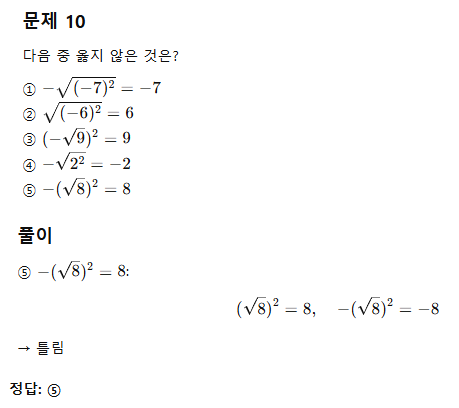 문제 10
다음 중 옳지 않은 것은?
① −√(−7)² = −7
② √(−6)² = 6
③ (−√9)² = 9
④ −√2² = −2
⑤ −(√8)² = 8
풀이
⑤ −(√8)² = 8:
(√8)² = 8, −(√8)² = −8
→ 틀림
정답: ⑤